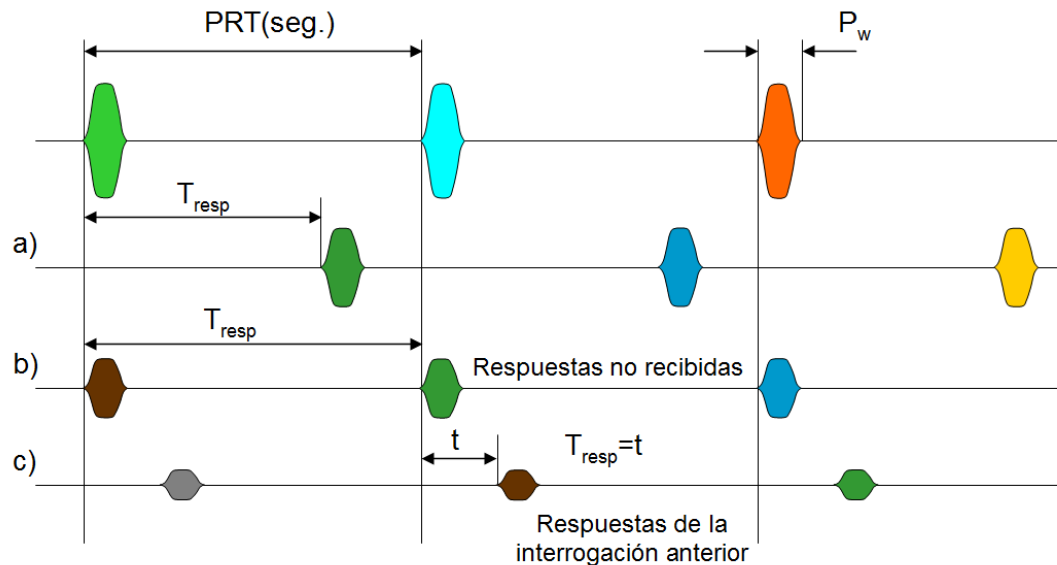 PRT(seg.)
P_w
T_resp
a)
T_resp
b)
Respuestas no recibidas
c)
t
T_resp=t
Respuestas de la
interrogación anterior